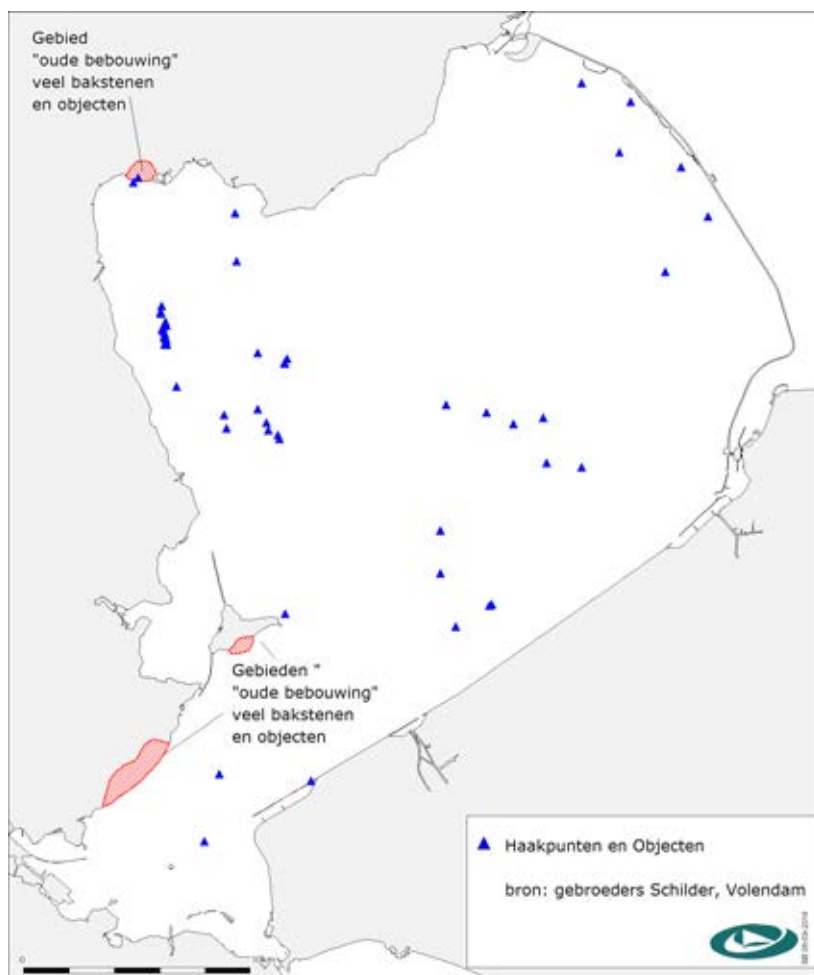 Gebied
"oude bebouwing"
veel bakstenen
en objecten
Gebieden "
"oude bebouwing"
veel bakstenen
en objecten
Haakpunten en Objecten
bron: gebroeders Schilder, Volendam
0